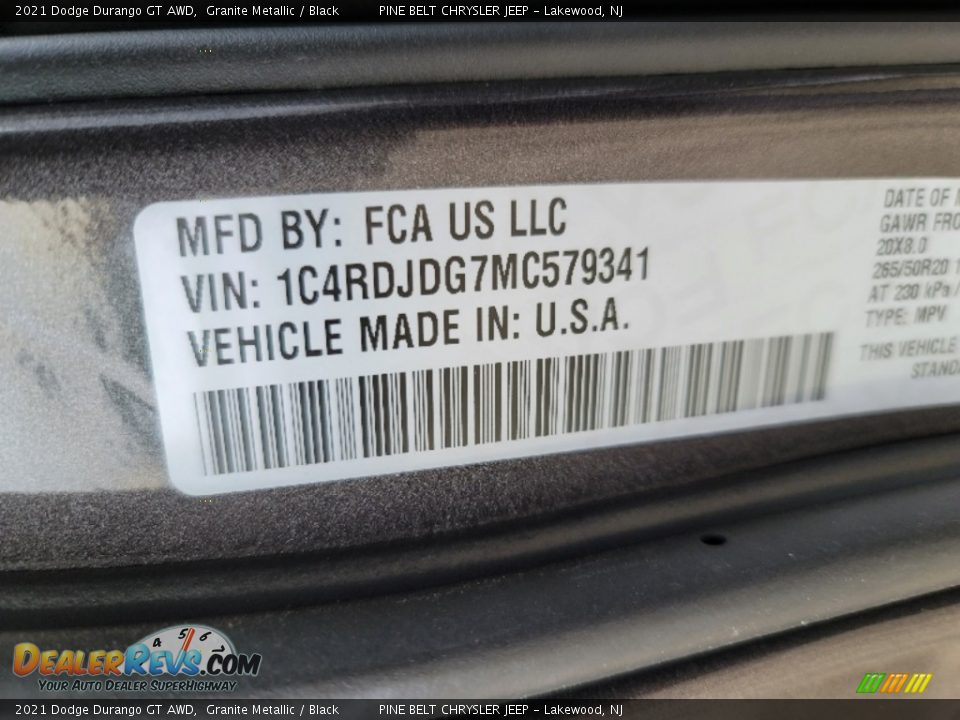 2021 Dodge Durango GT AWD, Granite Metallic / Black PINE BELT CHRYSLER JEEP - Lakewood, NJ
MFD BY: FCA US LLC
VIN: 1C4RDJDG7MC579341
VEHICLE MADE IN: U.S.A.
DATE OF
GAWR
20X8.0
265/50R20
AT 230 kPa /
TYPE: MPV
THIS VEHICLE
4 5 6
DEALERREVS.COM
YOUR AUTO DEALER SUPERHIGHWAY
2021 Dodge Durango GT AWD, Granite Metallic / Black PINE BELT CHRYSLER JEEP - Lakewood, NJ